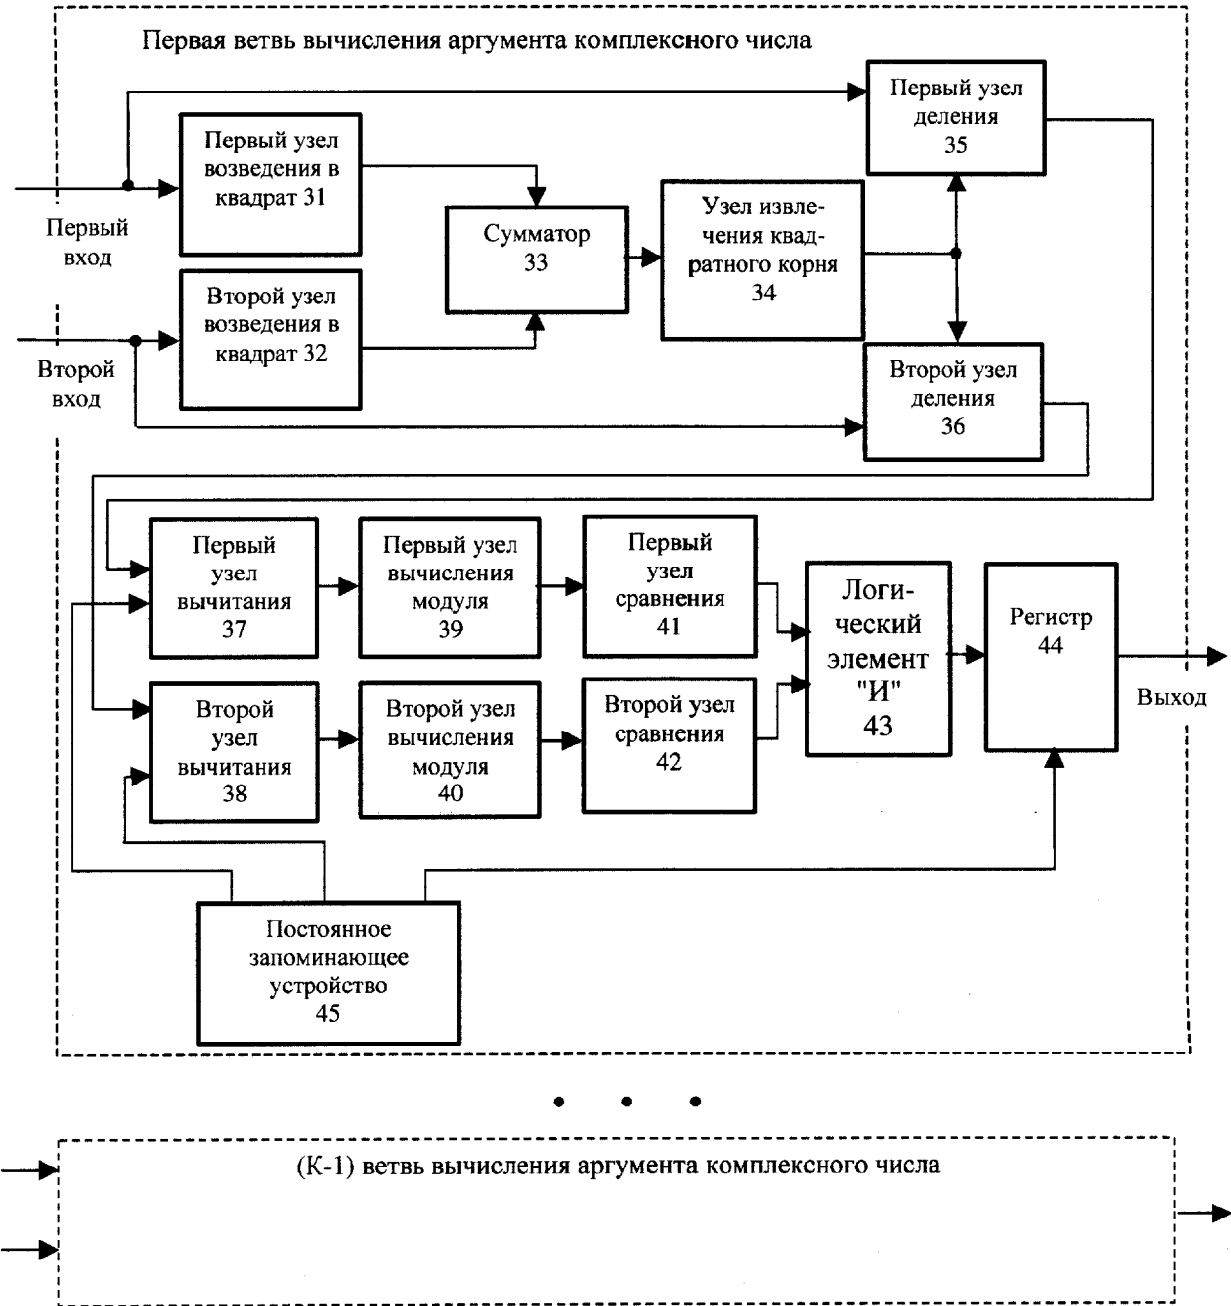 Первая ветвь вычисления аргумента комплексного числа
Первый узел
деления
35
Первый узел
возведения в
квадрат 31
Первый
вход
Сумматор
33
Узел извле-
чения квад-
ратного корня
34
Второй узел
возведения в
квадрат 32
Второй
вход
Второй узел
деления
36
Первый
узел
вычитания
37
Первый узел
вычисления
модуля
39
Первый
узел
сравнения
41
Логи-
ческий
элемент
"И"
43
Регистр
44
Выход
Второй
узел
вычитания
38
Второй узел
вычисления
модуля
40
Второй узел
сравнения
42
Постоянное
запоминающее
устройство
45
• • •
(К-1) ветвь вычисления аргумента комплексного числа